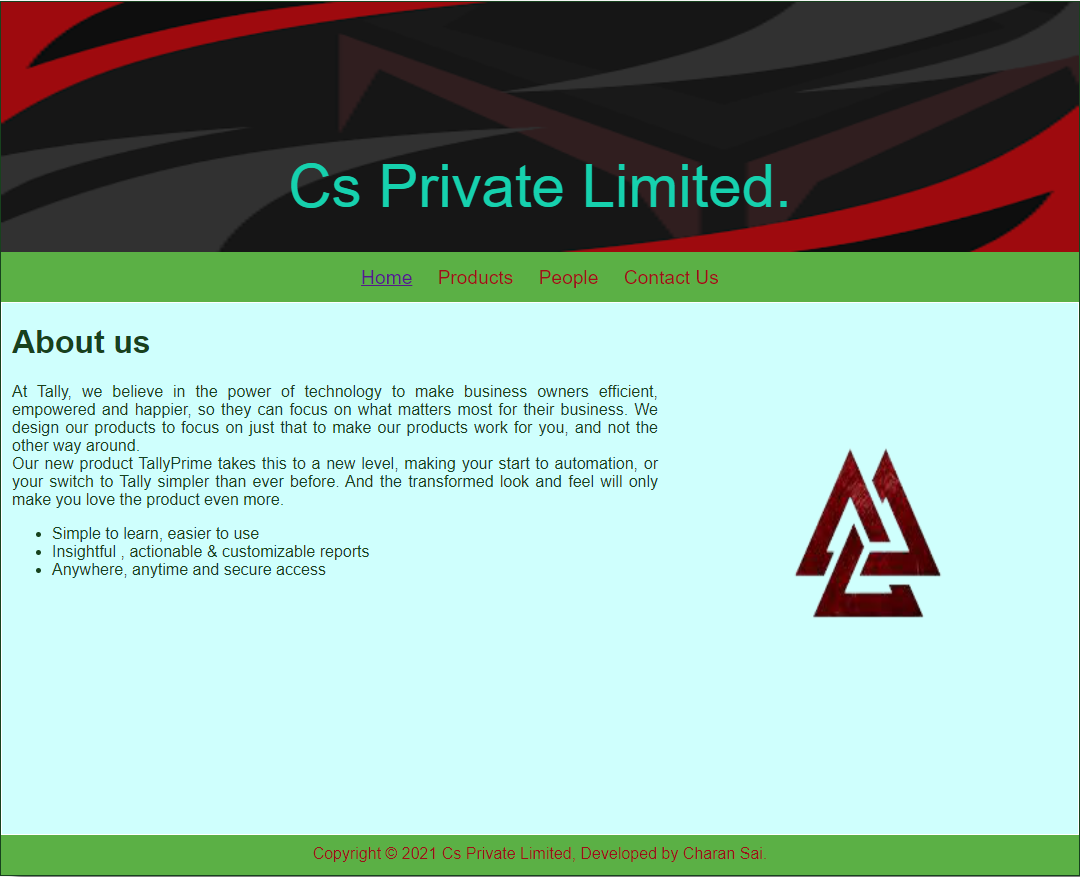 Cs Private Limited.
Home Products People Contact Us
About us
At Tally, we believe in the power of technology to make business owners efficient,
empowered and happier, so they can focus on what matters most for their business. We
design our products to focus on just that to make our products work for you, and not the
other way around.
Our new product TallyPrime takes this to a new level, making your start to automation, or
your switch to Tally simpler than ever before. And the transformed look and feel will only
make you love the product even more.
• Simple to learn, easier to use
• Insightful , actionable & customizable reports
• Anywhere, anytime and secure access
Copyright © 2021 Cs Private Limited, Developed by Charan Sai.